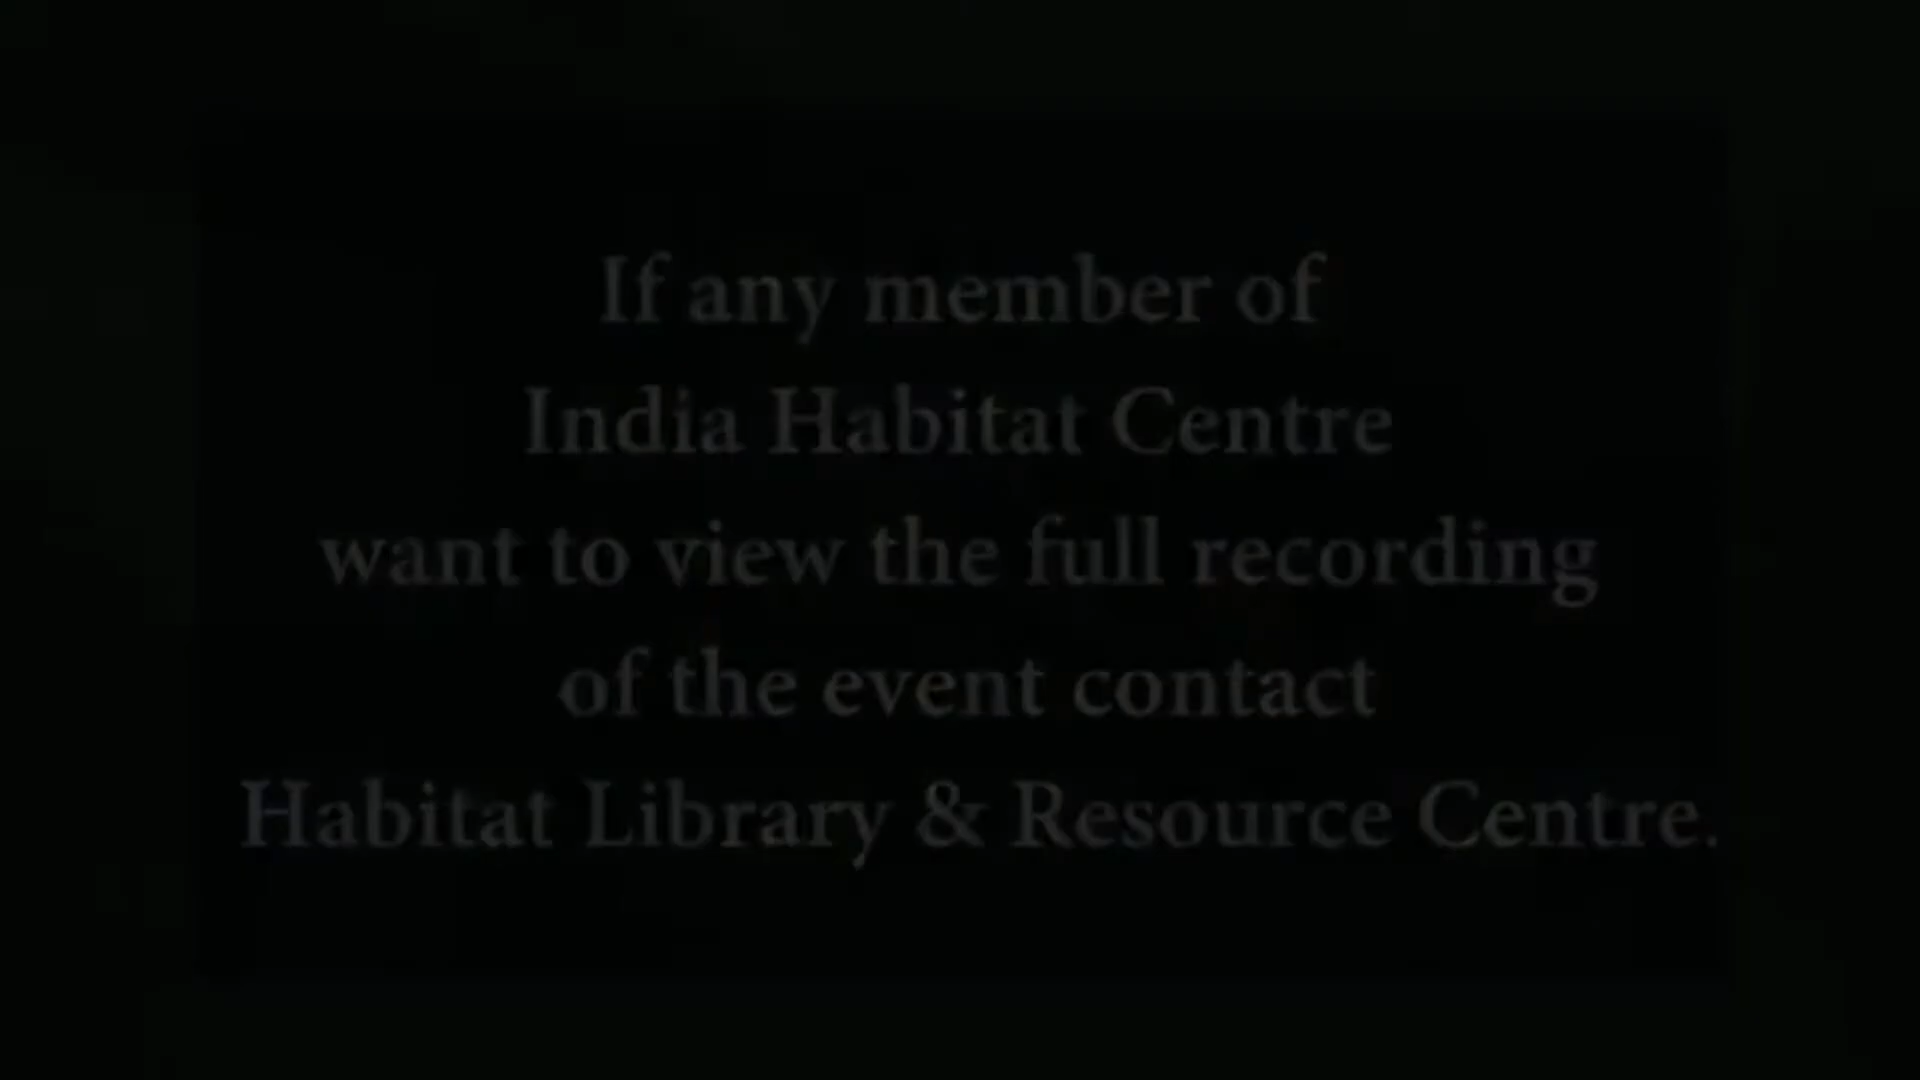 If any member of
India Habitat Centre
want to view the full recording
of the event contact
Habitat Library & Resource Centre.